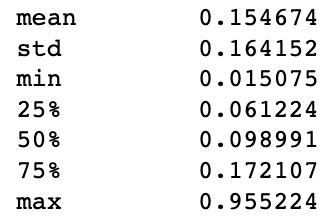 mean 0.154674
std 0.164152
min 0.015075
25% 0.061224
50% 0.098991
75% 0.172107
max 0.955224